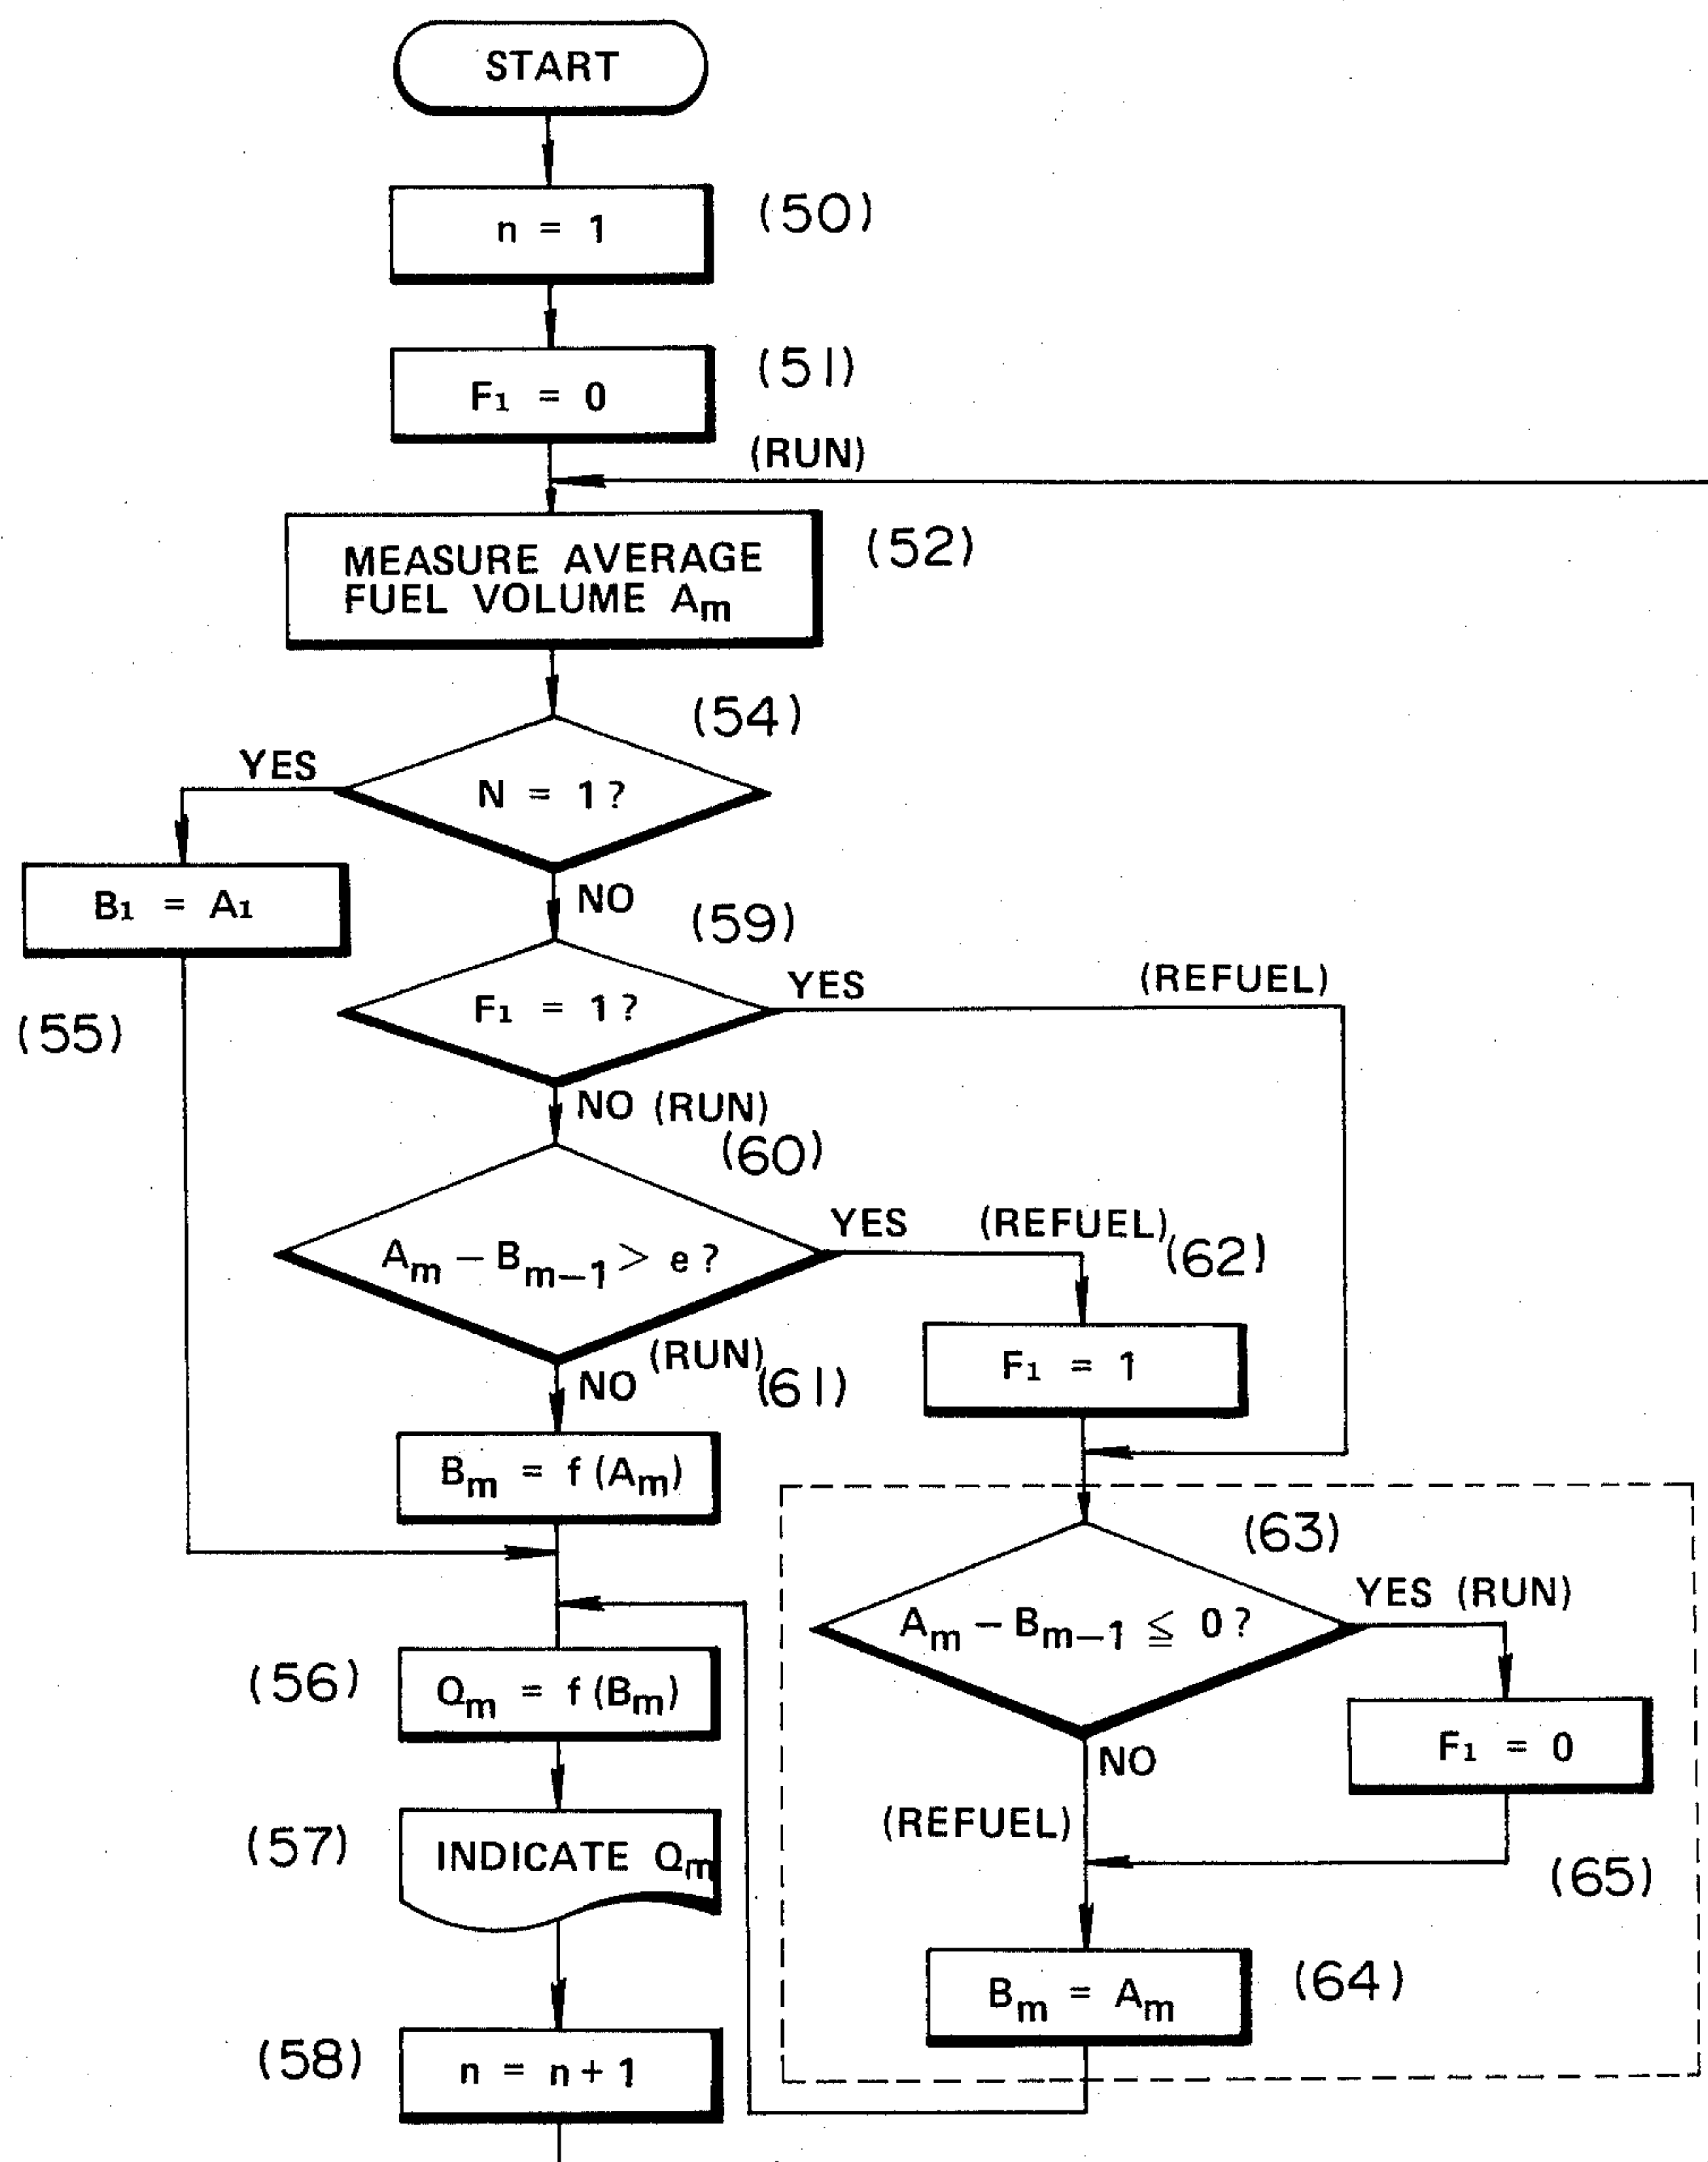 START
n = 1
(50)
F1 = 0
(51)
(RUN)
MEASURE AVERAGE
FUEL VOLUME Am
(52)
(54)
YES
N = 1?
B1 = A1
NO
(59)
(55)
F1 = 1?
YES
(REFUEL)
NO (RUN)
(60)
Am – Bm–1 > e?
YES
(REFUEL)
(62)
F1 = 1
(RUN)
NO
(61)
Bm = f(Am)
(63)
Am – Bm–1 ≦ 0?
YES (RUN)
(56)
Qm = f(Bm)
F1 = 0
NO
(REFUEL)
(57)
INDICATE Qm
(65)
Bm = Am
(64)
(58)
n = n+1